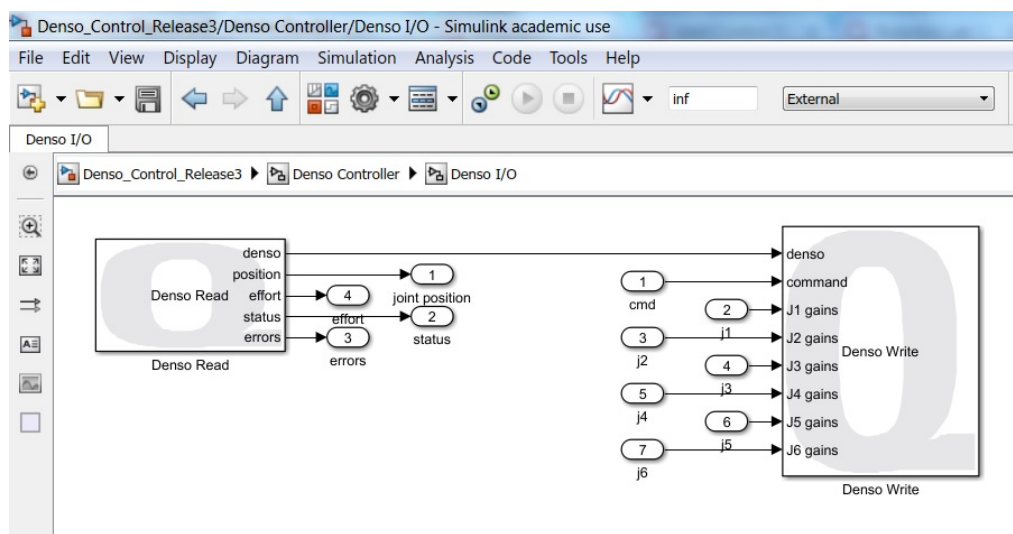 Denso_Control_Release3/Denso Controller/Denso I/O - Simulink academic use
File Edit View Display Diagram Simulation Analysis Code Tools Help
inf External
Denso I/O
Denso_Control_Release3 Denso Controller Denso I/O
denso
position
effort
status
errors
Denso Read
Denso Read
1
joint position
4
effort
2
status
3
errors
1
cmd
2
j1
3
j2
4
j3
5
j4
6
j5
7
j6
denso
command
J1 gains
J2 gains
J3 gains
J4 gains
J5 gains
J6 gains
Denso Write
Denso Write